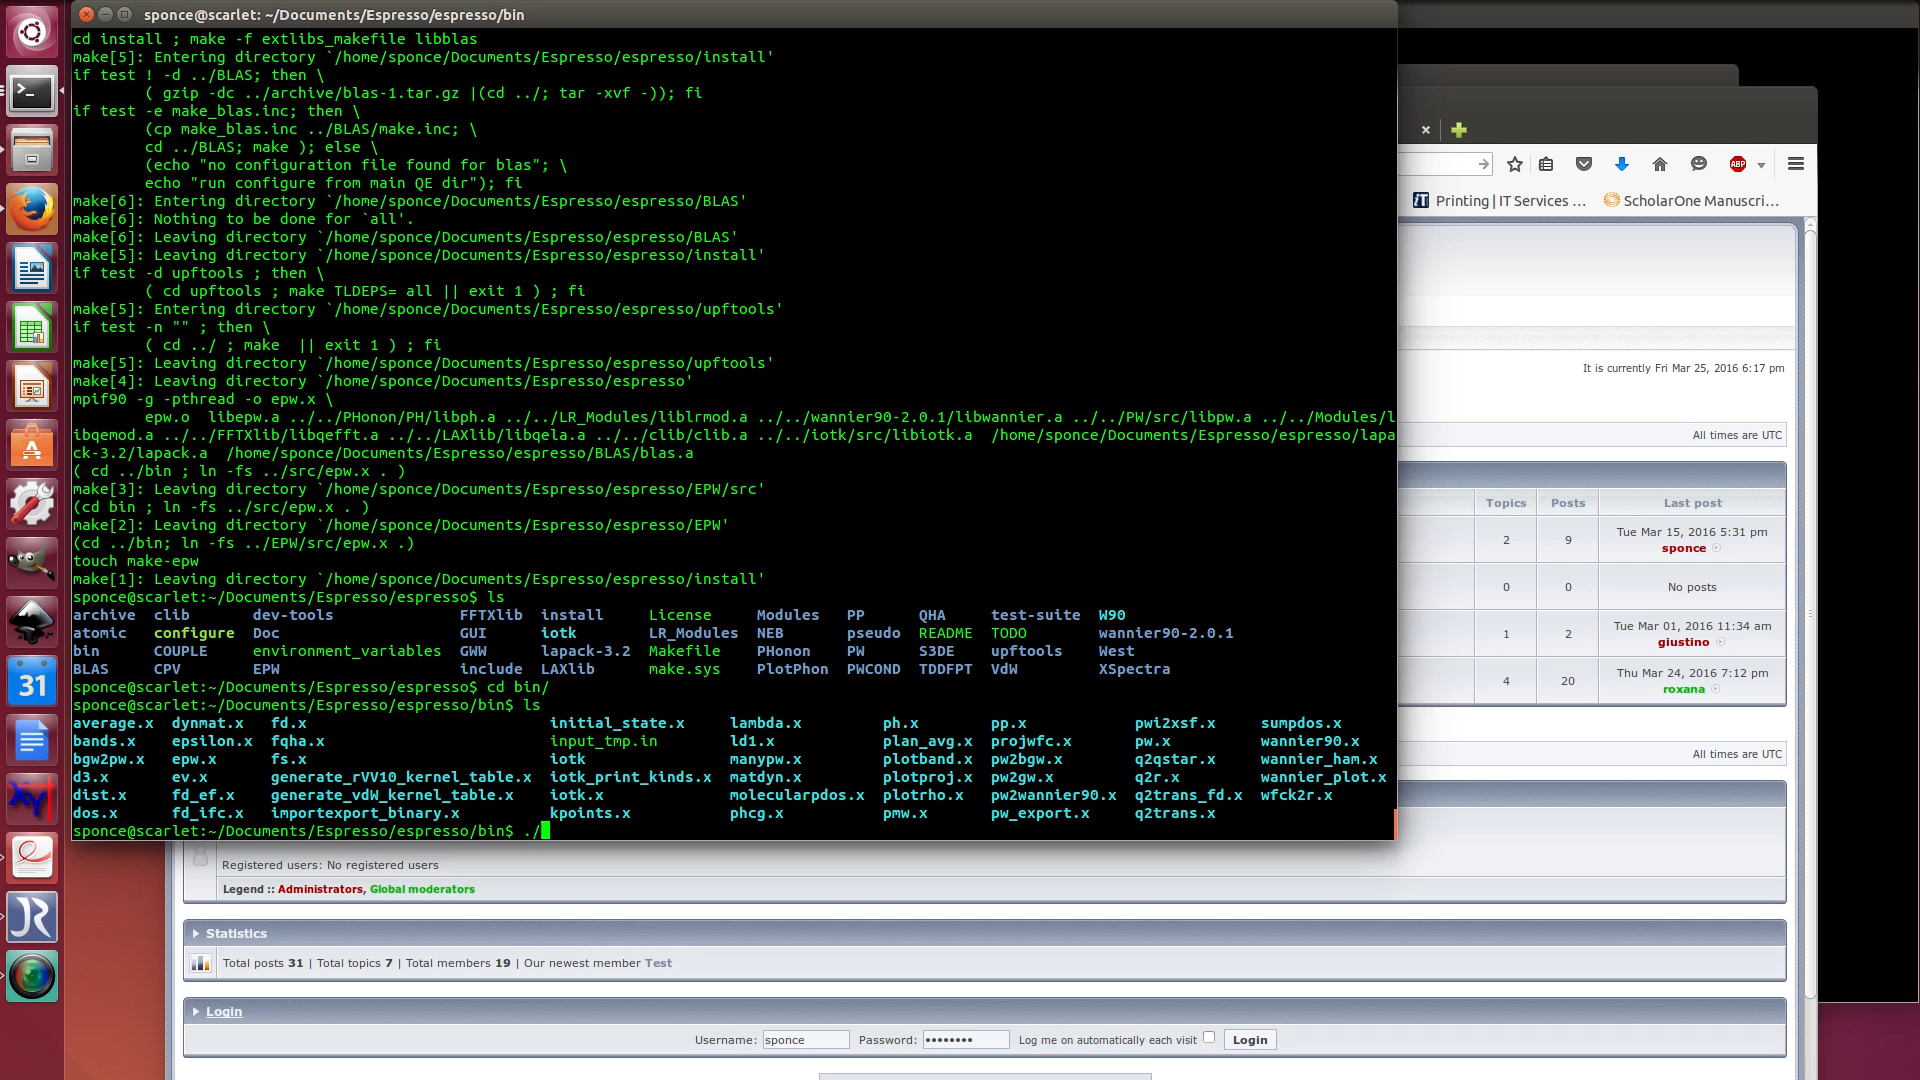 sponce@scarlet: ~/Documents/Espresso/espresso/bin
cd install ; make -f extlibs_makefile libblas
make[5]: Entering directory `/home/sponce/Documents/Espresso/espresso/install'
if test ! -d ../BLAS; then \
( gzip -dc ../archive/blas-1.tar.gz |(cd ../; tar -xvf -)); fi
if test -e make_blas.inc; then \
(cp make_blas.inc ../BLAS/make.inc; \
cd ../BLAS; make ); else \
(echo "no configuration file found for blas"; \
echo "run configure from main QE dir"); fi
make[6]: Entering directory `/home/sponce/Documents/Espresso/espresso/BLAS'
make[6]: Nothing to be done for `all'.
make[6]: Leaving directory `/home/sponce/Documents/Espresso/espresso/BLAS'
make[5]: Leaving directory `/home/sponce/Documents/Espresso/espresso/install'
if test -d upftools ; then \
( cd upftools ; make TLDEPS= all || exit 1 ) ; fi
make[5]: Entering directory `/home/sponce/Documents/Espresso/espresso/upftools'
if test -n "" ; then \
( cd ../ ; make  || exit 1 ) ; fi
make[5]: Leaving directory `/home/sponce/Documents/Espresso/espresso/upftools'
make[4]: Leaving directory `/home/sponce/Documents/Espresso/espresso'
mpif90 -g -pthread -o epw.x \
epw.o  libepw.a ../../PHonon/PH/libph.a ../../LR_Modules/liblrmod.a ../../wannier90-2.0.1/libwannier.a ../../PW/src/libpw.a ../../Modules/l
ibqemod.a ../../FFTXlib/libqefft.a ../../LAXlib/libqela.a ../../clib/clib.a ../../iotk/src/libiotk.a  /home/sponce/Documents/Espresso/espresso/lapa
ck-3.2/lapack.a  /home/sponce/Documents/Espresso/espresso/BLAS/blas.a
( cd ../bin ; ln -fs ../src/epw.x . )
make[3]: Leaving directory `/home/sponce/Documents/Espresso/espresso/EPW/src'
(cd bin ; ln -fs ../src/epw.x . )
make[2]: Leaving directory `/home/sponce/Documents/Espresso/espresso/EPW'
(cd ../bin; ln -fs ../EPW/src/epw.x .)
touch make-epw
make[1]: Leaving directory `/home/sponce/Documents/Espresso/espresso/install'
sponce@scarlet:~/Documents/Espresso/espresso$ ls
archive clib dev-tools FFTXlib install License Modules PP QHA test-suite W90
atomic configure Doc GUI iotk LR_Modules NEB pseudo README TODO wannier90-2.0.1
bin COUPLE environment_variables GWW lapack-3.2 Makefile PHonon PW S3DE upftools West
BLAS CPV EPW include LAXlib make.sys PlotPhon PWCOND TDDFPT VdW XSpectra
sponce@scarlet:~/Documents/Espresso/espresso$ cd bin/
sponce@scarlet:~/Documents/Espresso/espresso/bin$ ls
average.x dynmat.x fd.x initial_state.x lambda.x ph.x pp.x pwi2xsf.x sumpdos.x
bands.x epsilon.x fqha.x input_tmp.in ld1.x plan_avg.x projwfc.x pw.x wannier90.x
bgw2pw.x epw.x fs.x iotk manypw.x plotband.x pw2bgw.x q2qstar.x wannier_ham.x
d3.x ev.x generate_rVV10_kernel_table.x iotk_print_kinds.x matdyn.x plotproj.x pw2gw.x q2r.x wannier_plot.x
dist.x fd_ef.x generate_vdW_kernel_table.x iotk.x molecularpdos.x plotrho.x pw2wannier90.x q2trans_fd.x wfck2r.x
dos.x fd_ifc.x importexport_binary.x kpoints.x phcg.x pmw.x pw_export.x q2trans.x
sponce@scarlet:~/Documents/Espresso/espresso/bin$ ./
ABP
Printing | IT Services ... ScholarOne Manuscri...
It is currently Fri Mar 25, 2016 6:17 pm
All times are UTC
Topics Posts Last post
2 9 Tue Mar 15, 2016 5:31 pm
sponce
0 0 No posts
1 2 Tue Mar 01, 2016 11:34 am
giustino
4 20 Thu Mar 24, 2016 7:12 pm
roxana
All times are UTC
31
Registered users: No registered users
Legend :: Administrators, Global moderators
Statistics
Total posts 31 | Total topics 7 | Total members 19 | Our newest member Test
Login
Username: sponce Password: •••••••• Log me on automatically each visit Login